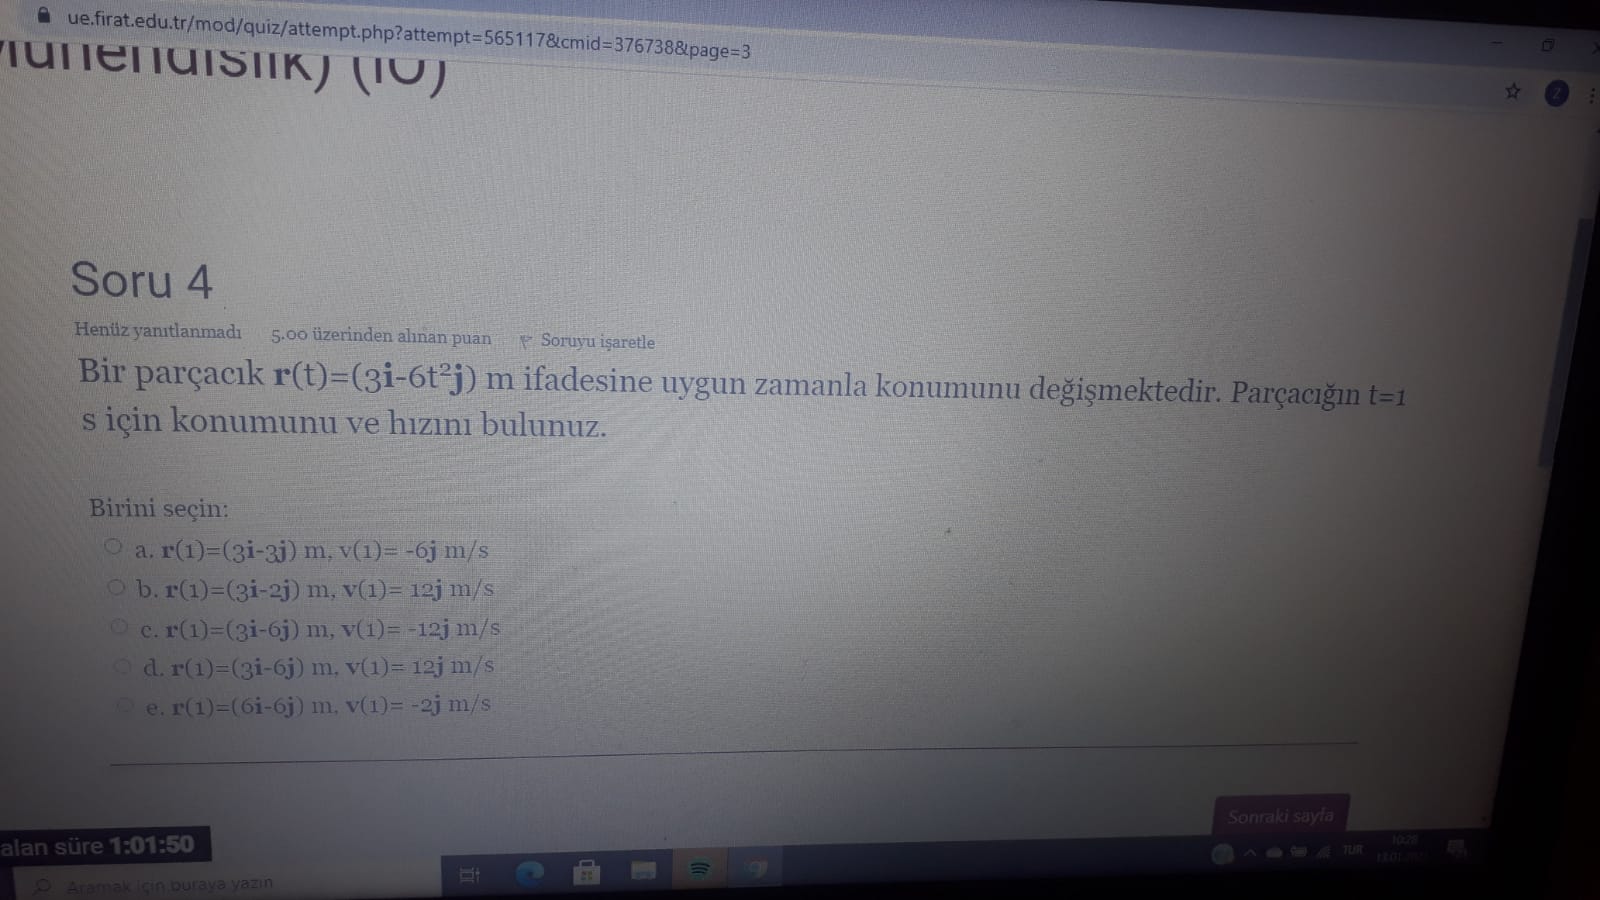 ue.firat.edu.tr/mod/quiz/attempt.php?attempt=565117&cmid=376738&page=3
Z
Soru 4
Henüz yanıtlanmadı 5.00 üzerinden alınan puan Soruyu işaretle
Bir parçacık r(t)=(3i-6t²j) m ifadesine uygun zamanla konumunu değişmektedir. Parçacığın t=1
s için konumunu ve hızını bulunuz.
Birini seçin:
a. r(1)=(3i-3j) m, v(1)= -6j m/s
b. r(1)=(3i-2j) m, v(1)= 12j m/s
c. r(1)=(3i-6j) m, v(1)= -12j m/s
d. r(1)=(3i-6j) m, v(1)= 12j m/s
e. r(1)=(6i-6j) m, v(1)= -2j m/s
Sonraki sayfa
alan süre 1:01:50
TUR
10:28
Aramak için buraya yazın